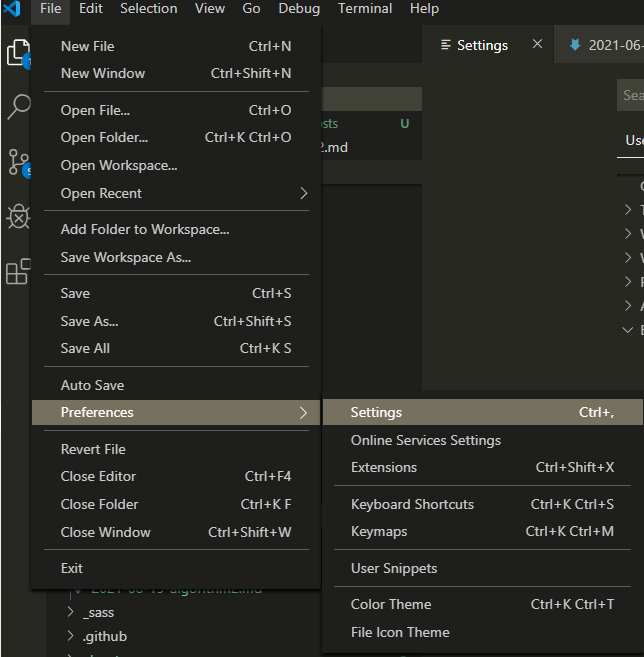 File Edit Selection View Go Debug Terminal Help
New File Ctrl+N
New Window Ctrl+Shift+N
Open File... Ctrl+O
Open Folder... Ctrl+K Ctrl+O
Open Workspace...
Open Recent
Add Folder to Workspace...
Save Workspace As...
Save Ctrl+S
Save As... Ctrl+Shift+S
Save All Ctrl+K S
Auto Save
Preferences
Revert File
Close Editor Ctrl+F4
Close Folder Ctrl+K F
Close Window Ctrl+Shift+W
Exit
Settings Ctrl+,
Online Services Settings
Extensions Ctrl+Shift+X
Keyboard Shortcuts Ctrl+K Ctrl+S
Keymaps Ctrl+K Ctrl+M
User Snippets
Color Theme Ctrl+K Ctrl+T
File Icon Theme
Settings 2021-06-
Sea
Use
sts U
2.md
_sass
.github